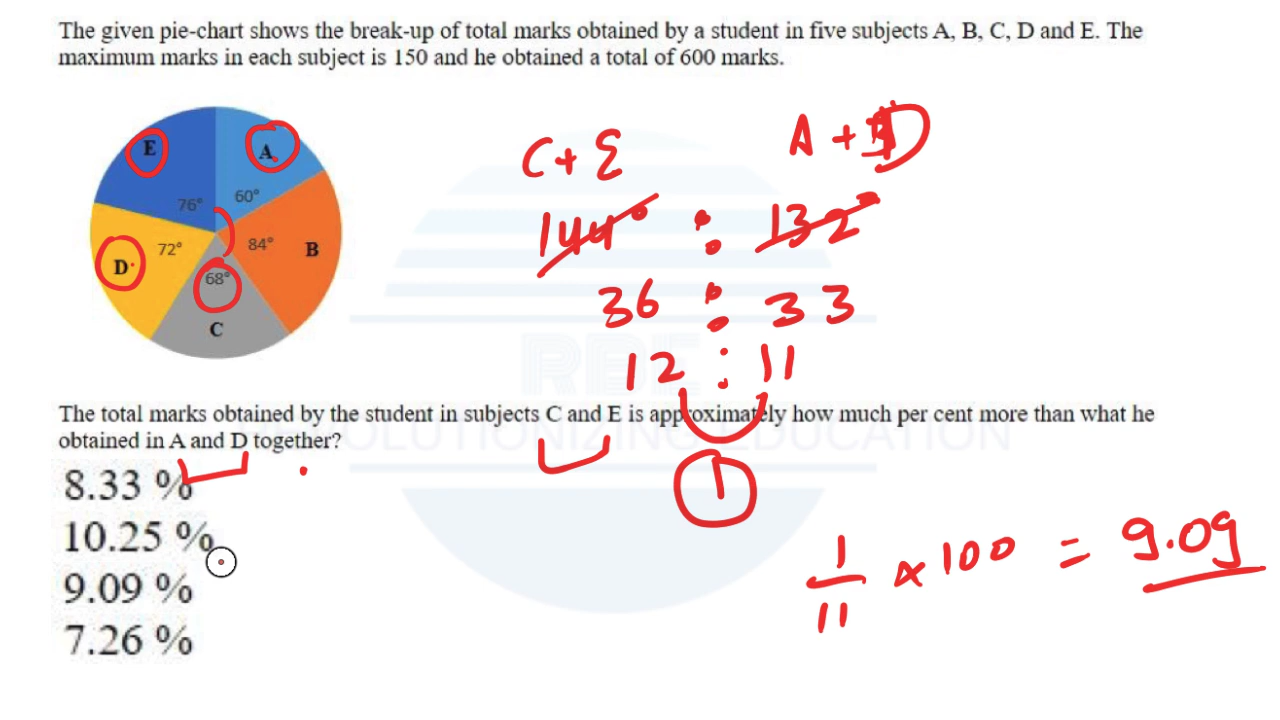 The given pie-chart shows the break-up of total marks obtained by a student in five subjects A, B, C, D and E. The
maximum marks in each subject is 150 and he obtained a total of 600 marks.
E
A
76°
60°
72°
84°
B
D
68°
C
C + E
A + D
144° : 132°
36 : 33
12 : 11
1
RBE
REVOLUTIONIZING EDUCATION
The total marks obtained by the student in subjects C and E is approximately how much per cent more than what he
obtained in A and D together?
8.33 %
10.25 %
9.09 %
7.26 %
1/11 × 100 = 9.09